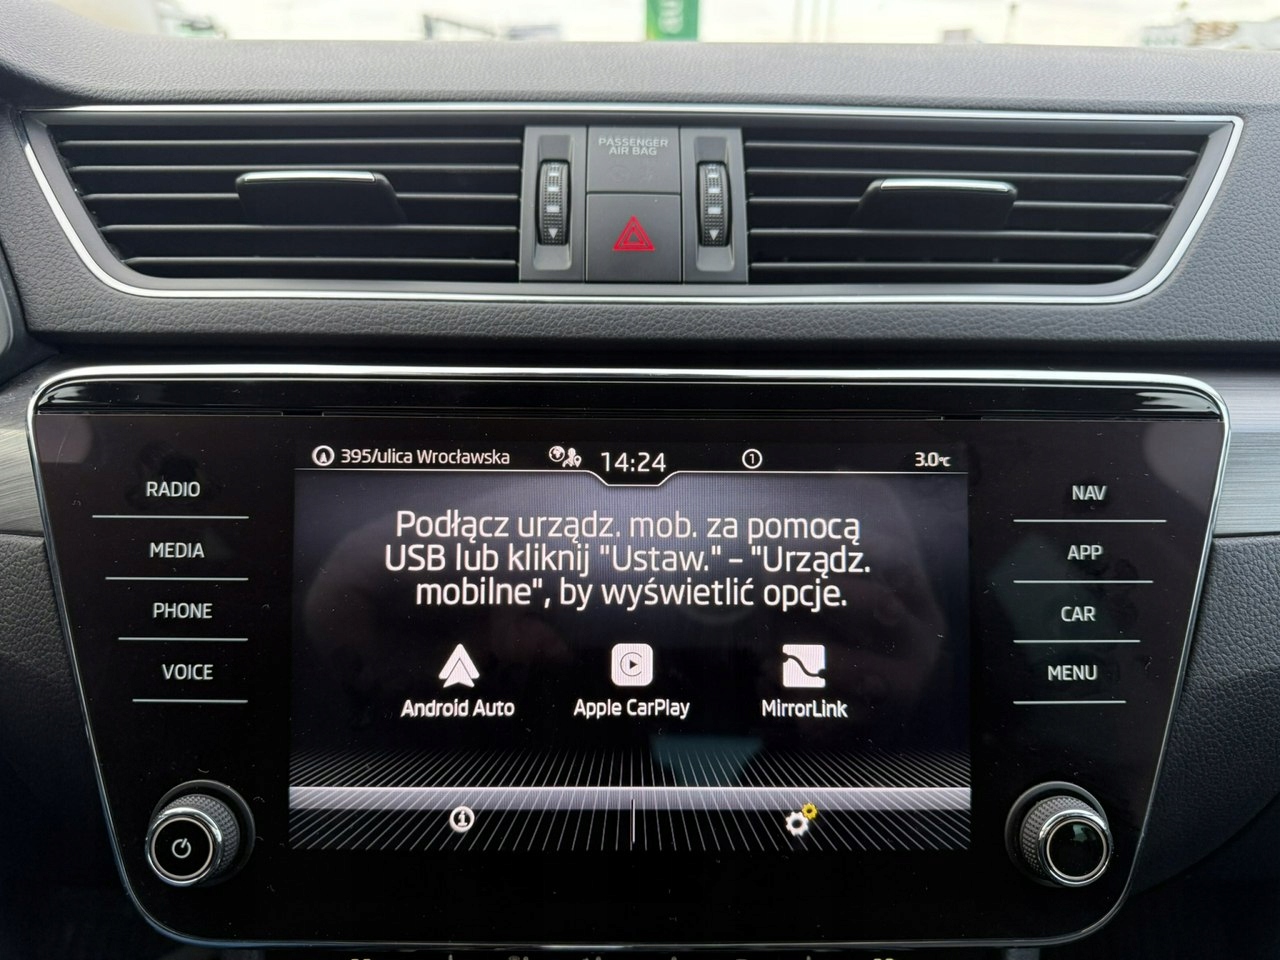 PASSENGER
AIR BAG
395/ulica Wrocławska
14:24
1
3.0°C
RADIO
MEDIA
PHONE
VOICE
Podłącz urządz. mob. za pomocą
USB lub kliknij "Ustaw." – "Urządz.
mobilne", by wyświetlić opcje.
Android Auto
Apple CarPlay
MirrorLink
NAV
APP
CAR
MENU